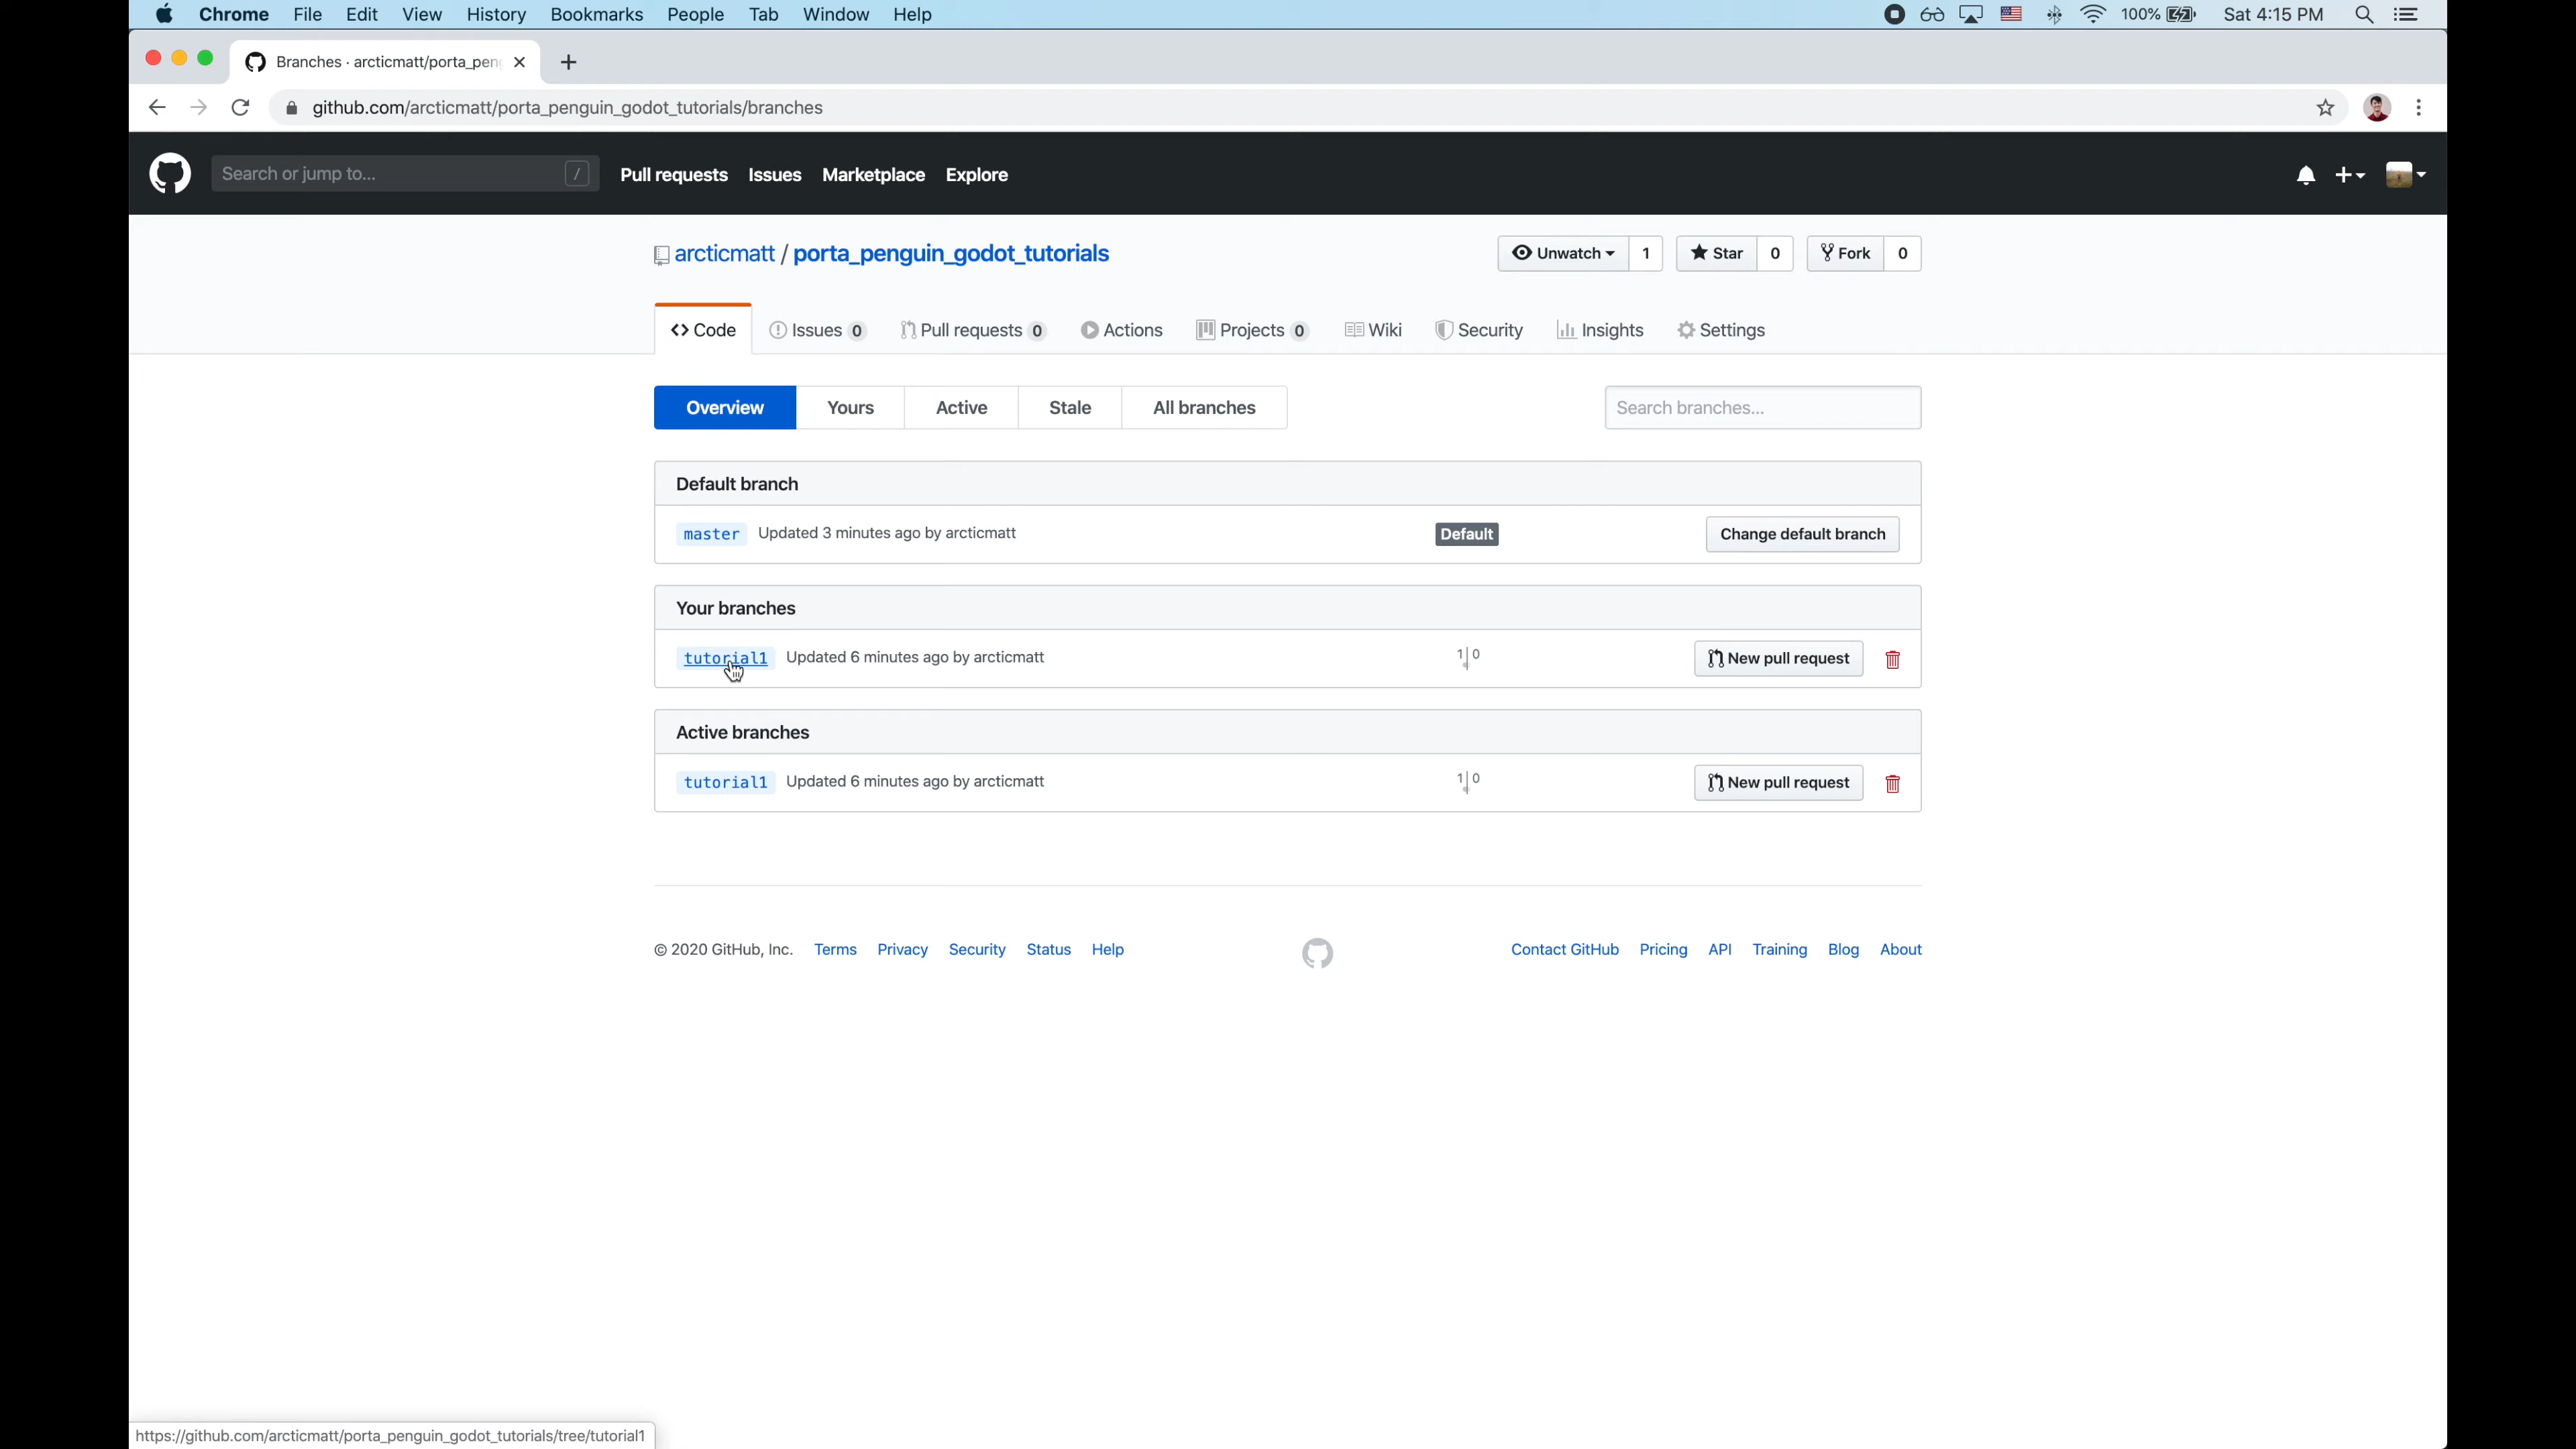 Chrome File Edit View History Bookmarks People Tab Window Help 100% Sat 4:15 PM
Branches · arcticmatt/porta_pen
github.com/arcticmatt/porta_penguin_godot_tutorials/branches
Search or jump to... / Pull requests Issues Marketplace Explore
arcticmatt / porta_penguin_godot_tutorials Unwatch 1 Star 0 Fork 0
Code Issues 0 Pull requests 0 Actions Projects 0 Wiki Security Insights Settings
Overview Yours Active Stale All branches Search branches...
Default branch
master Updated 3 minutes ago by arcticmatt Default Change default branch
Your branches
tutorial1 Updated 6 minutes ago by arcticmatt 1 0 New pull request
Active branches
tutorial1 Updated 6 minutes ago by arcticmatt 1 0 New pull request
© 2020 GitHub, Inc. Terms Privacy Security Status Help Contact GitHub Pricing API Training Blog About
https://github.com/arcticmatt/porta_penguin_godot_tutorials/tree/tutorial1